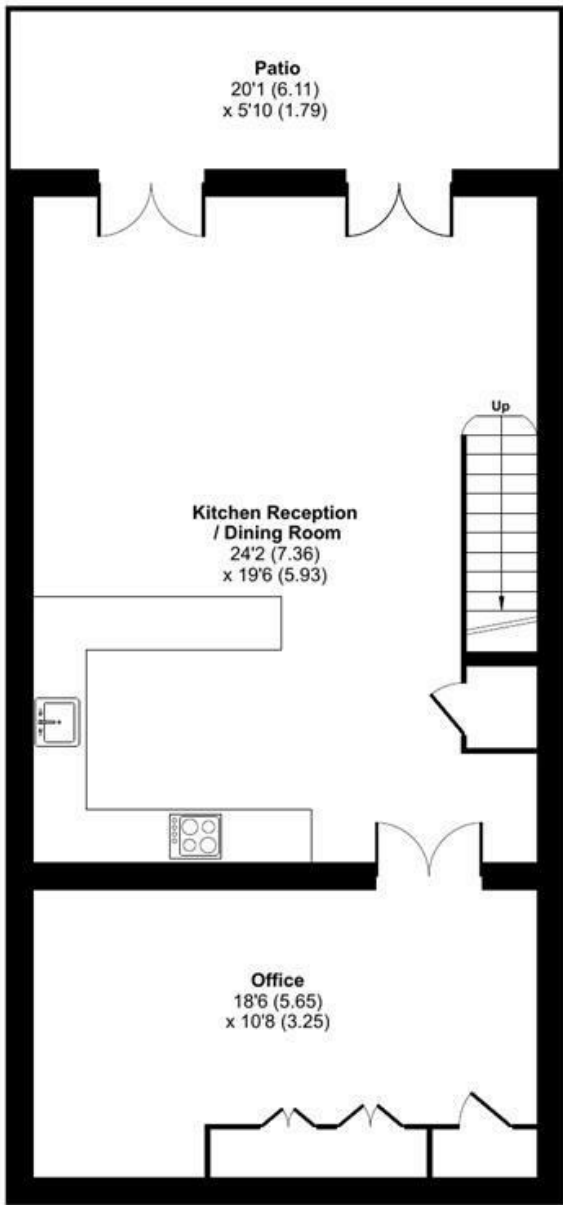 Patio
20'1 (6.11)
x 5'10 (1.79)
Up
Kitchen Reception
/ Dining Room
24'2 (7.36)
x 19'6 (5.93)
Office
18'6 (5.65)
x 10'8 (3.25)